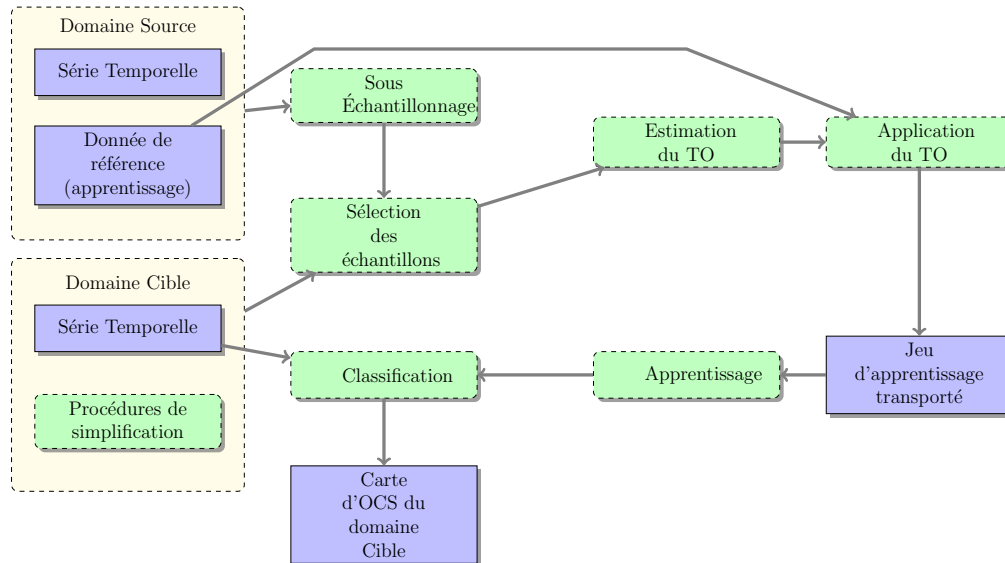 Domaine Source
Série Temporelle
Donnée de
référence
(apprentissage)
Sous
Échantillonnage
Sélection
des
échantillons
Estimation
du TO
Application
du TO
Domaine Cible
Série Temporelle
Procédures de
simplification
Classification
Apprentissage
Jeu
d'apprentissage
transporté
Carte
d'OCS du
domaine
Cible